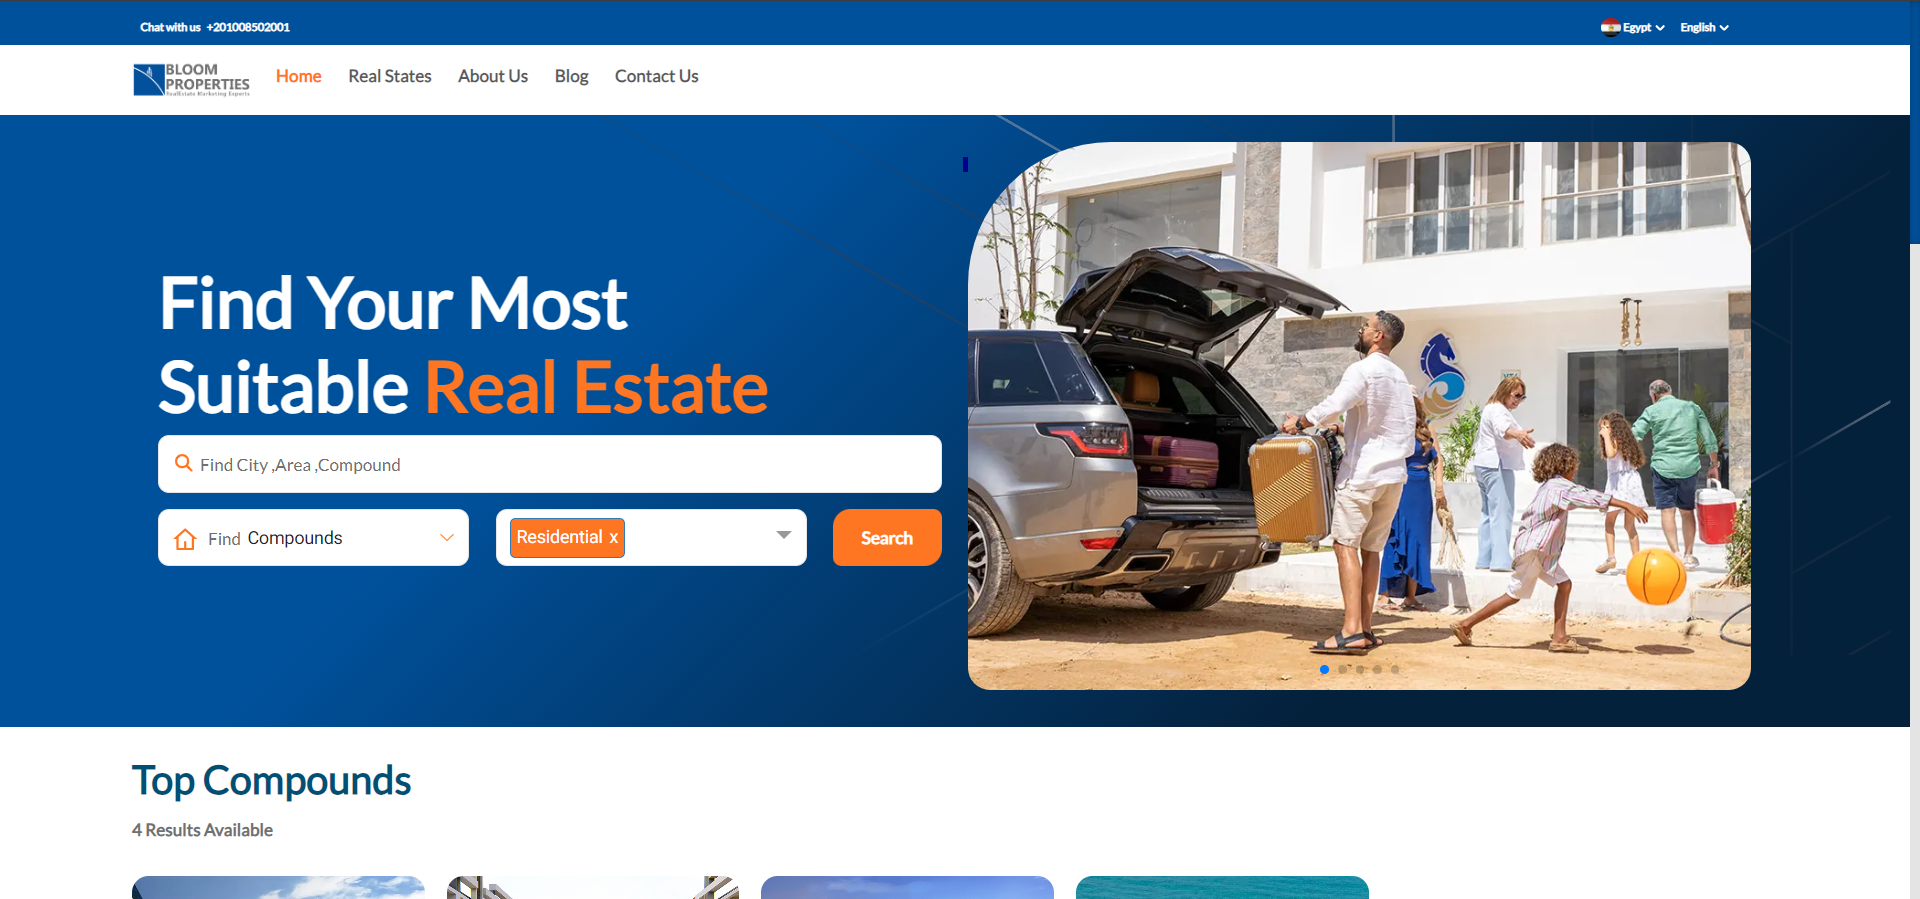 Chat with us +201008502001
Egypt
English
BLOOM
PROPERTIES
RealEstate Marketing Experts
Home
Real States
About Us
Blog
Contact Us
Find Your Most
Suitable Real Estate
Find City ,Area ,Compound
Find Compounds
Residential x
Search
Top Compounds
4 Results Available